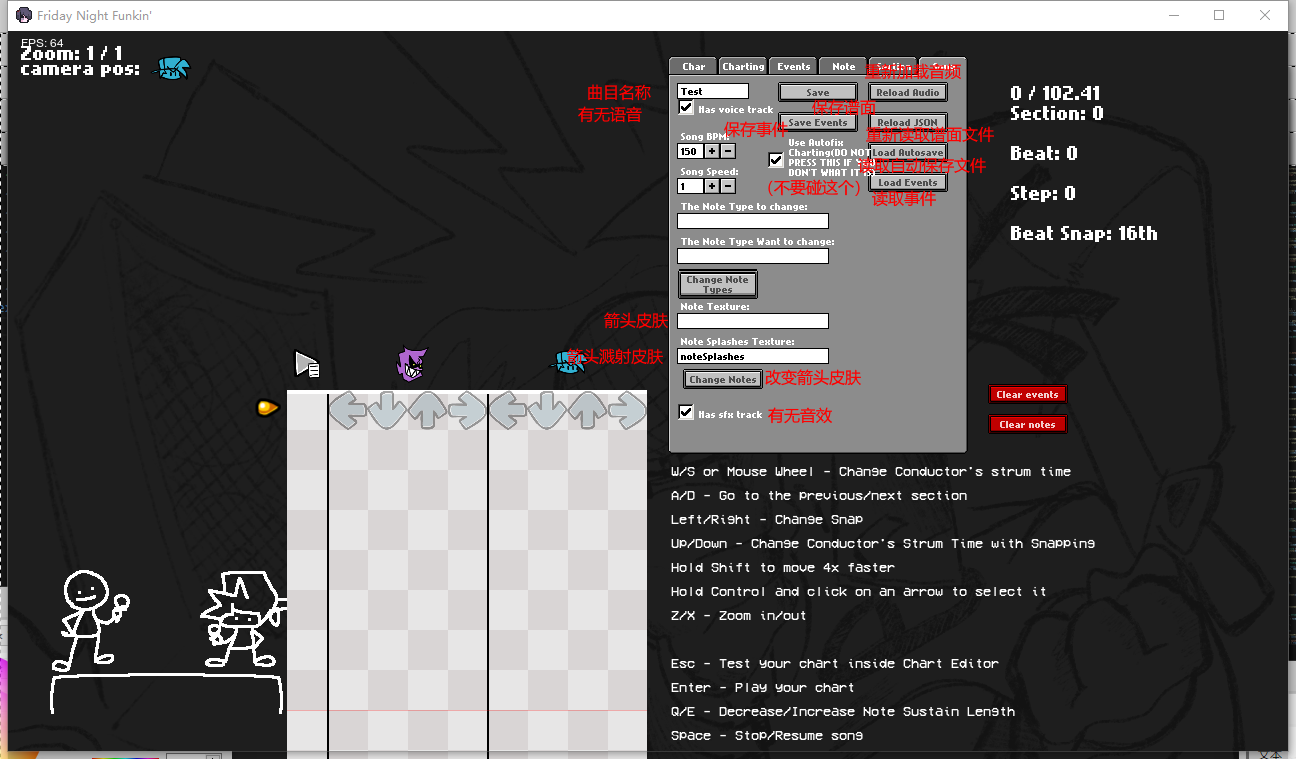 Friday Night Funkin'
FPS: 64
Zoom: 1 / 1
camera pos:
Char
Charting
Events
Note
重新加载音频
曲目名称
Test
Save
Reload Audio
有无语音
Has voice track
保存谱面
保存事件
Save Events
Reload JSON
重新读取谱面文件
Song BPM:
150
+
-
Use Autofix
Charting(DO NOT
PRESS THIS IF YOU
DON'T WHAT IT IS)
Load Autosave
读取自动保存文件
Song Speed:
1
+
-
(不要碰这个)
Load Events
读取事件
The Note Type to change:
The Note Type Want to change:
Change Note
Types
Note Texture:
箭头皮肤
Note Splashes Texture:
箭头溅射皮肤
noteSplashes
Change Notes
改变箭头皮肤
Has sfx track
有无音效
0 / 102.41
Section: 0
Beat: 0
Step: 0
Beat Snap: 16th
Clear events
Clear notes
W/S or Mouse Wheel - Change Conductor's strum time
A/D - Go to the previous/next section
Left/Right - Change Snap
Up/Down - Change Conductor's Strum Time with Snapping
Hold Shift to move 4x faster
Hold Control and click on an arrow to select it
Z/X - Zoom in/out
Esc - Test your chart inside Chart Editor
Enter - Play your chart
Q/E - Decrease/Increase Note Sustain Length
Space - Stop/Resume song